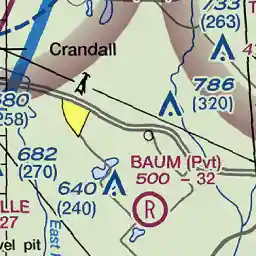 733
(263)
Crandall
786
(320)
680
258)
682
(270)
BAUM (Pvt)
500 - 32
640
(240)
R
LLE
27
vel pit
East